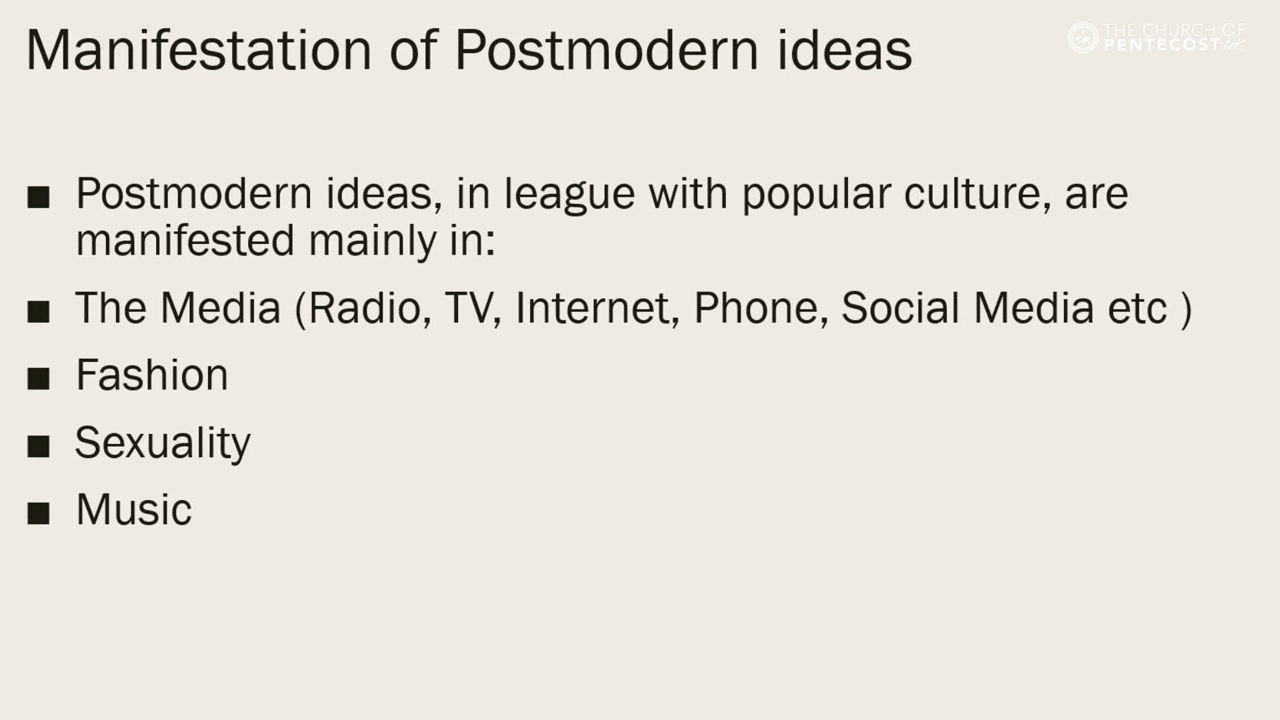 Manifestation of Postmodern ideas
THE CHURCH OF
PENTECOST
■ Postmodern ideas, in league with popular culture, are
manifested mainly in:
■ The Media (Radio, TV, Internet, Phone, Social Media etc )
■ Fashion
■ Sexuality
■ Music